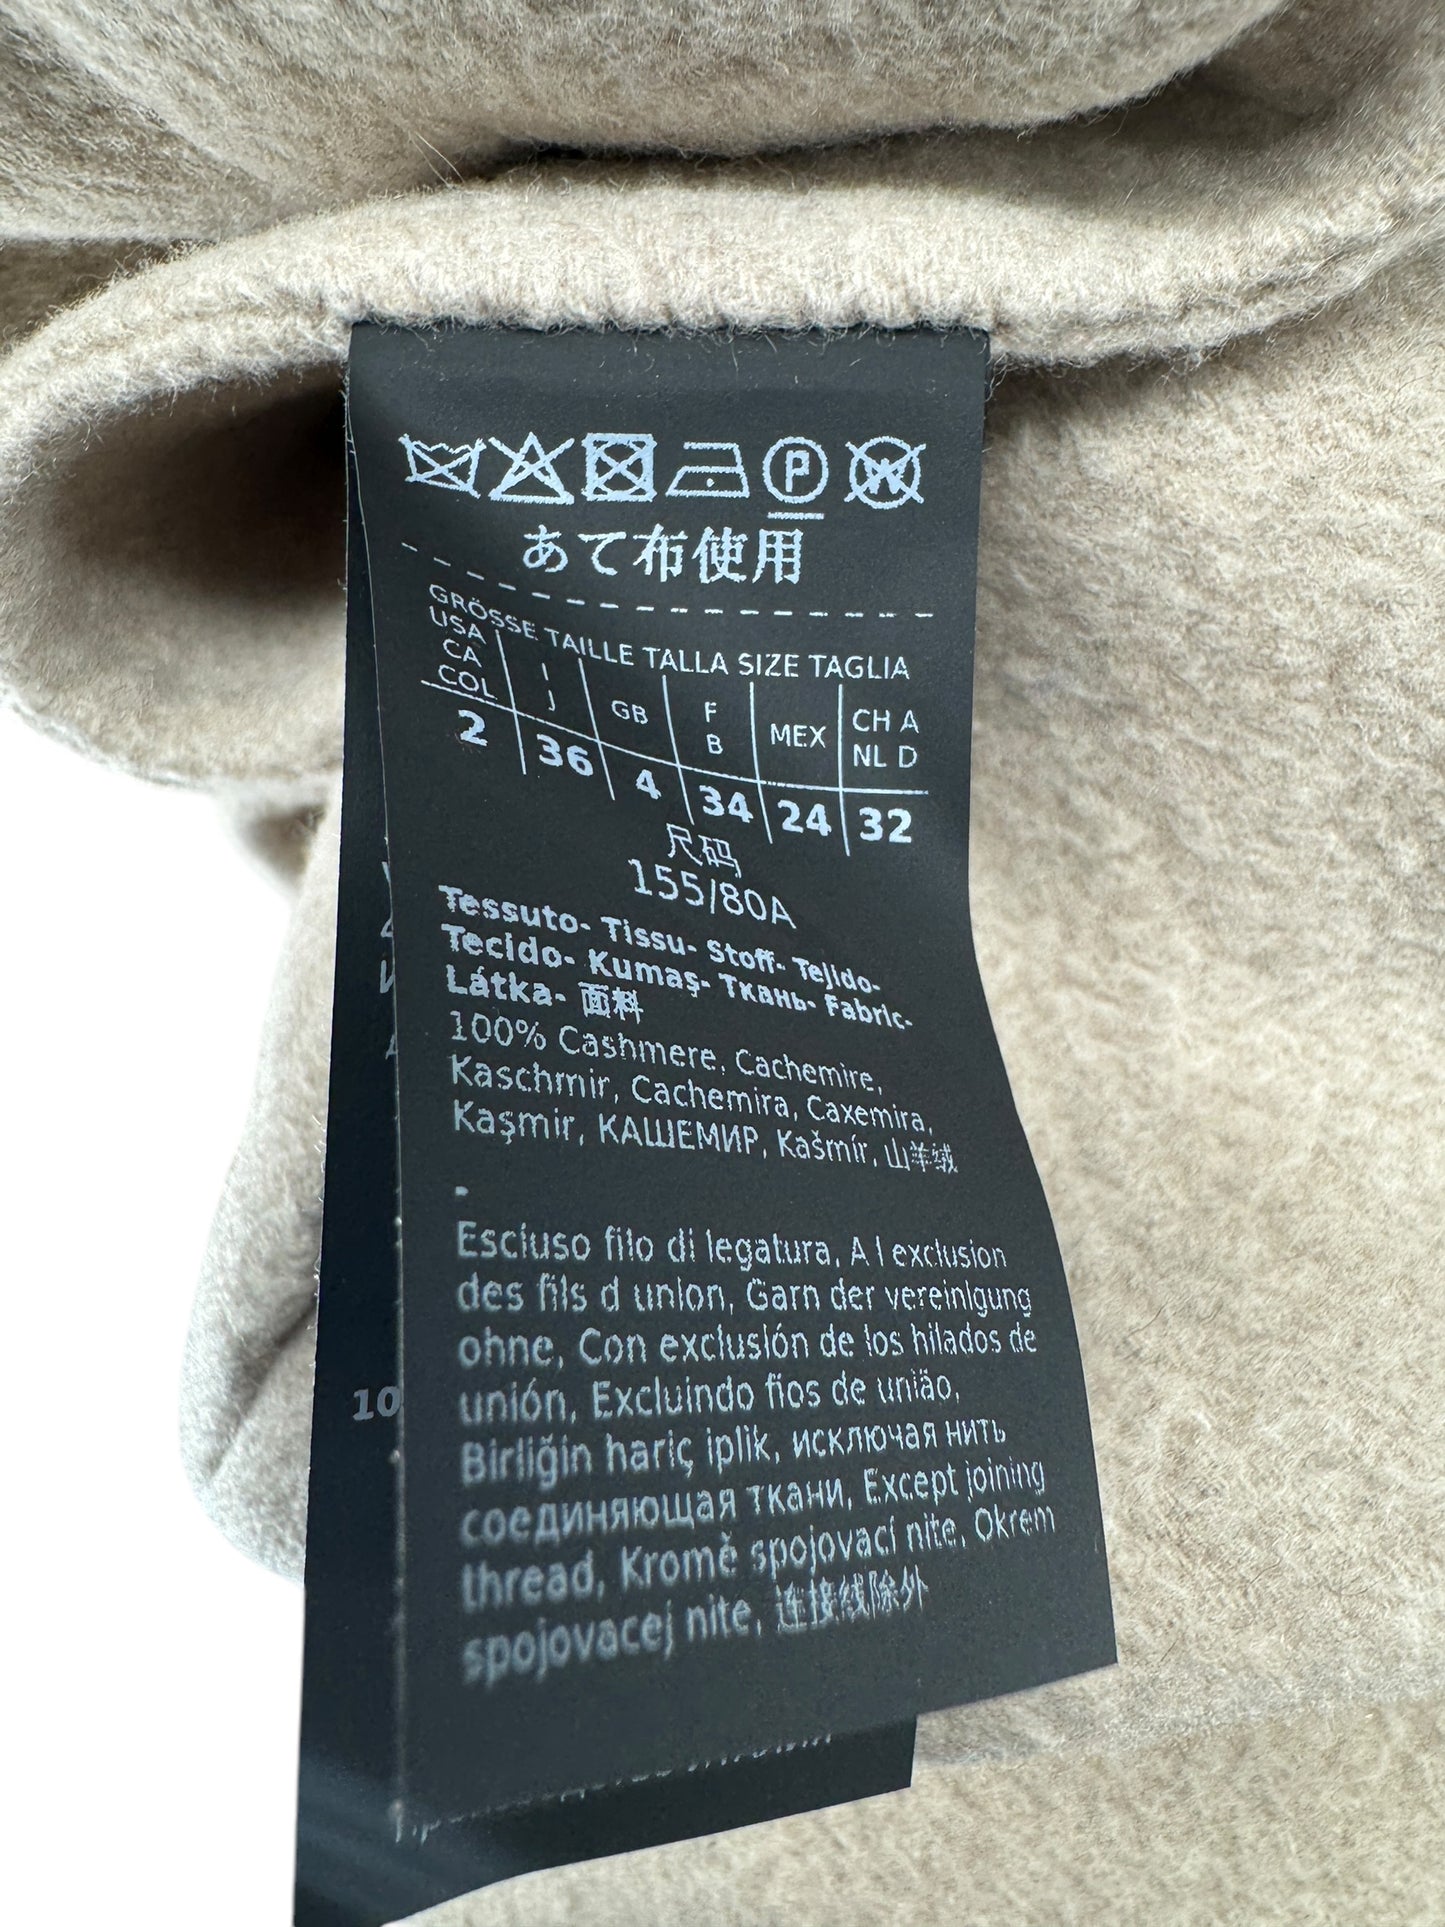 P
W
あて布使用
GRÖSSE TAILLE TALLA SIZE TAGLIA
USA CA COL I J GB F B MEX CH A NL D
2 36 4 34 24 32
尺码
155/80A
Tessuto- Tissu- Stoff- Tejido-
Tecido- Kumaş- Ткань- Fabric-
Látka- 面料
100% Cashmere, Cachemire,
Kaschmir, Cachemira, Caxemira,
Kaşmir, КАШЕМИР, Kašmír, 山羊绒
.
Escluso filo di legatura, A l exclusion
des fils d union, Garn der vereinigung
ohne, Con exclusión de los hilados de
unión, Excluindo fios de união,
Birliğin hariç iplik, исключая нить
соединяющая ткани, Except joining
thread, Kromě spojovací nite, Okrem
spojovacej nite, 连接线除外
10